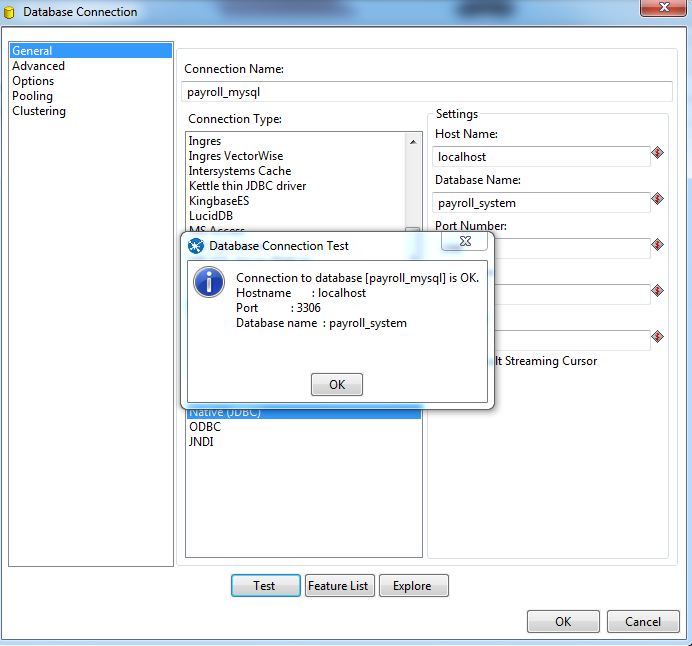 Database Connection
General
Advanced
Options
Pooling
Clustering
Connection Name:
payroll_mysql
Connection Type:
Ingres
Ingres VectorWise
Intersystems Cache
Kettle thin JDBC driver
KingbaseES
LucidDB
MS Access
Settings
Host Name:
localhost
Database Name:
payroll_system
Port Number:
Database Connection Test
Connection to database [payroll_mysql] is OK.
Hostname : localhost
Port : 3306
Database name : payroll_system
OK
lt Streaming Cursor
Native (JDBC)
ODBC
JNDI
Test
Feature List
Explore
OK
Cancel